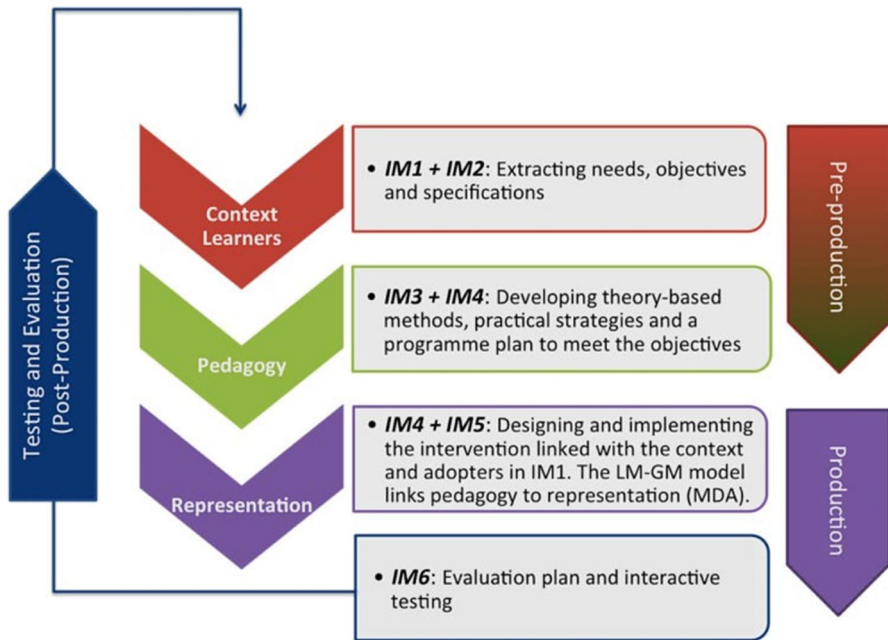 Testing and Evaluation
(Post-Production)
Context
Learners
• IM1 + IM2: Extracting needs, objectives
and specifications
Pedagogy
• IM3 + IM4: Developing theory-based
methods, practical strategies and a
programme plan to meet the objectives
Representation
• IM4 + IM5: Designing and implementing
the intervention linked with the context
and adopters in IM1. The LM-GM model
links pedagogy to representation (MDA).
• IM6: Evaluation plan and interactive
testing
Pre-production
Production